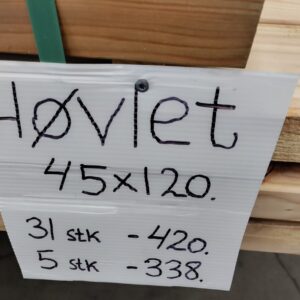 Høvlet
45x120.
31 stk - 420.
5 stk - 338.